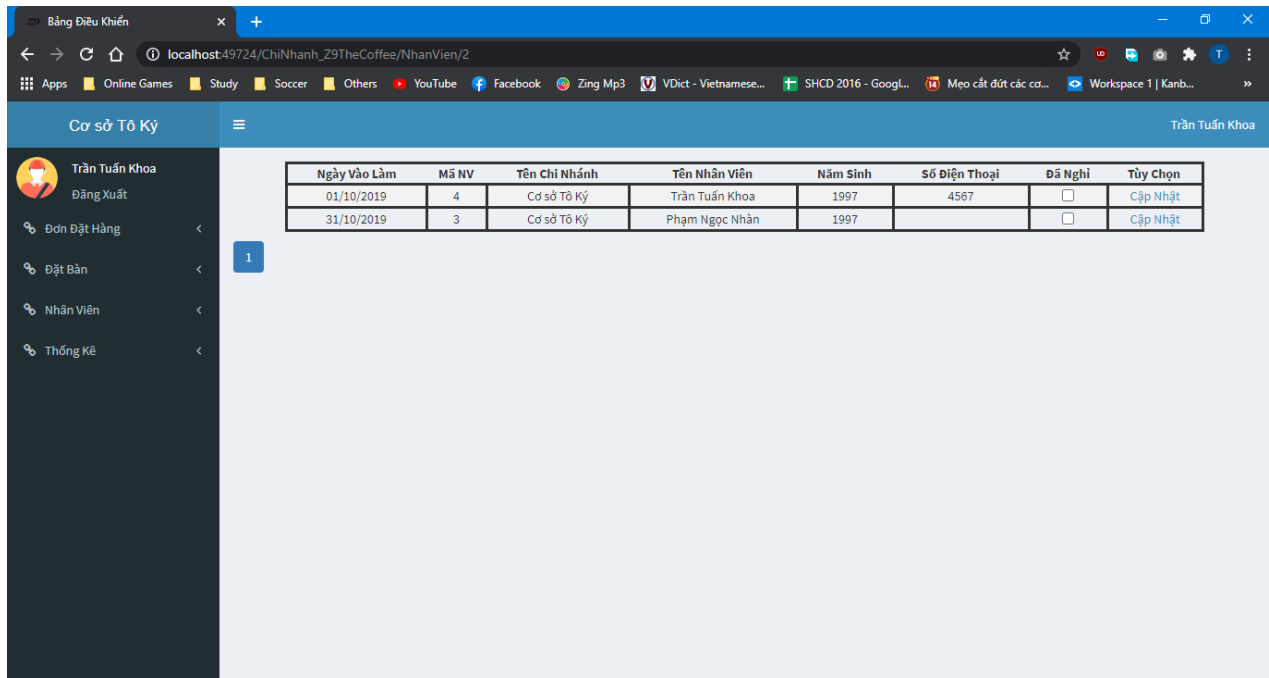 Z9 Bảng Điều Khiển
localhost:49724/ChiNhanh_Z9TheCoffee/NhanVien/2
Apps Online Games Study Soccer Others YouTube Facebook Zing Mp3 VDict - Vietnamese... SHCD 2016 - Googl... 14 Mẹo cắt đứt các cơ... Workspace 1 | Kanb... »
Cơ sở Tô Ký
Trần Tuấn Khoa
Trần Tuấn Khoa
Đăng Xuất
Đơn Đặt Hàng
Đặt Bàn
Nhân Viên
Thống Kê
Ngày Vào Làm Mã NV Tên Chi Nhánh Tên Nhân Viên Năm Sinh Số Điện Thoại Đã Nghỉ Tùy Chọn
01/10/2019 4 Cơ sở Tô Ký Trần Tuấn Khoa 1997 4567 Cập Nhật
31/10/2019 3 Cơ sở Tô Ký Phạm Ngọc Nhàn 1997 Cập Nhật
1